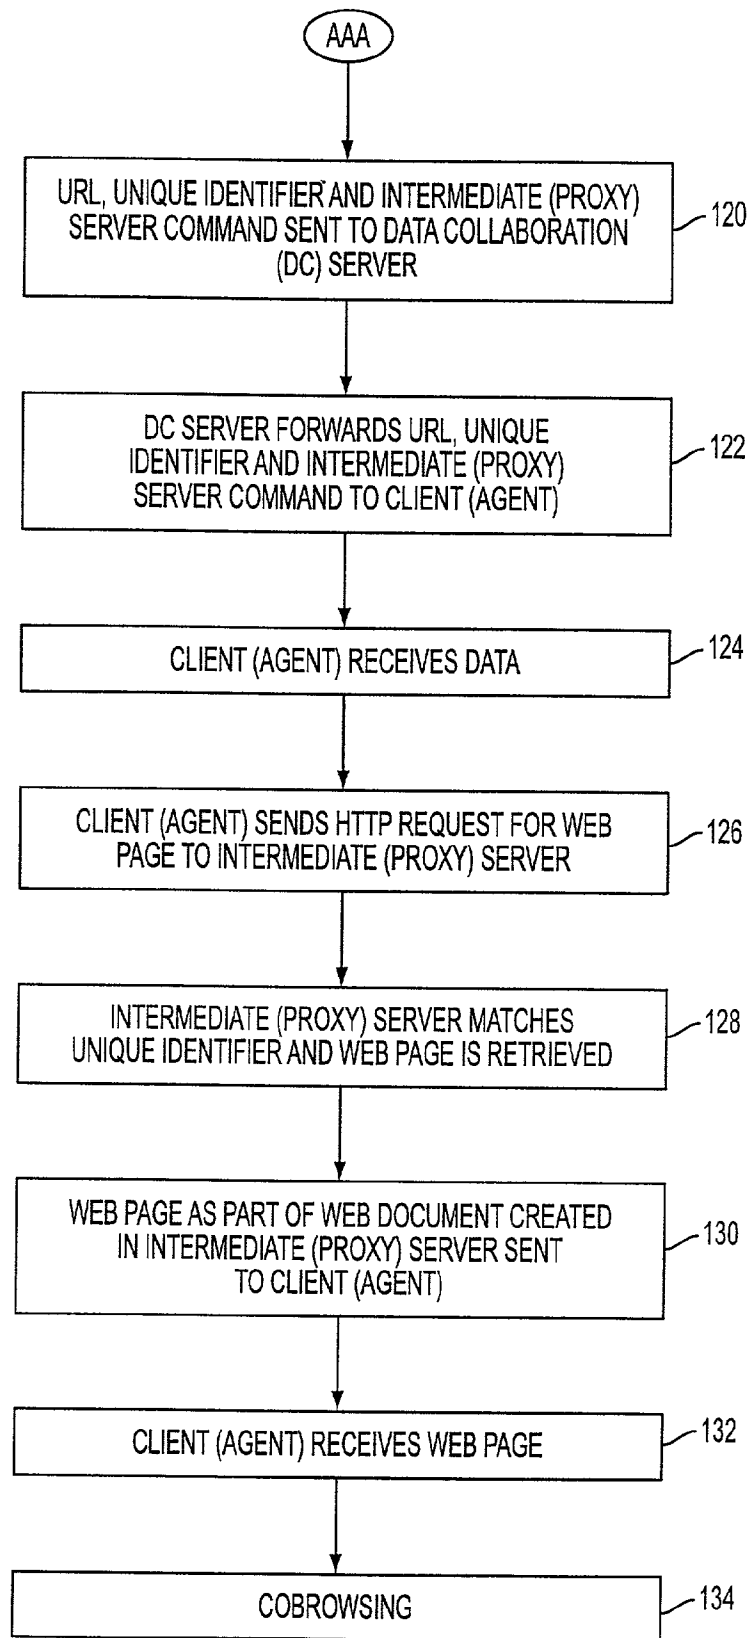 AAA
URL, UNIQUE IDENTIFIER AND INTERMEDIATE (PROXY)
SERVER COMMAND SENT TO DATA COLLABORATION
(DC) SERVER
120
DC SERVER FORWARDS URL, UNIQUE
IDENTIFIER AND INTERMEDIATE (PROXY)
SERVER COMMAND TO CLIENT (AGENT)
122
CLIENT (AGENT) RECEIVES DATA
124
CLIENT (AGENT) SENDS HTTP REQUEST FOR WEB
PAGE TO INTERMEDIATE (PROXY) SERVER
126
INTERMEDIATE (PROXY) SERVER MATCHES
UNIQUE IDENTIFIER AND WEB PAGE IS RETRIEVED
128
WEB PAGE AS PART OF WEB DOCUMENT CREATED
IN INTERMEDIATE (PROXY) SERVER SENT
TO CLIENT (AGENT)
130
CLIENT (AGENT) RECEIVES WEB PAGE
132
COBROWSING
134